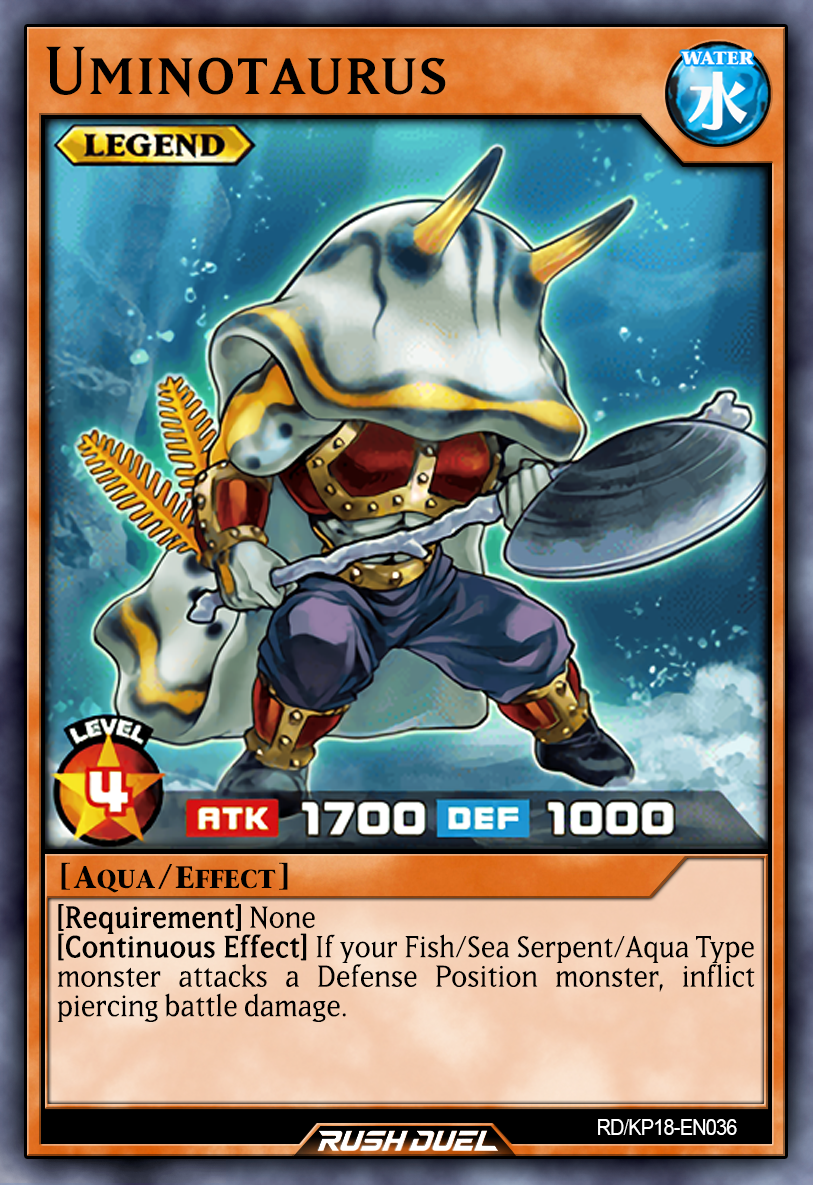 Uminotaurus
WATER
水
LEGEND
LEVEL
4
ATK 1700 DEF 1000
[Aqua/Effect]
[Requirement] None
[Continuous Effect] If your Fish/Sea Serpent/Aqua Type
monster attacks a Defense Position monster, inflict
piercing battle damage.
RD/KP18-EN036
RUSH DUEL